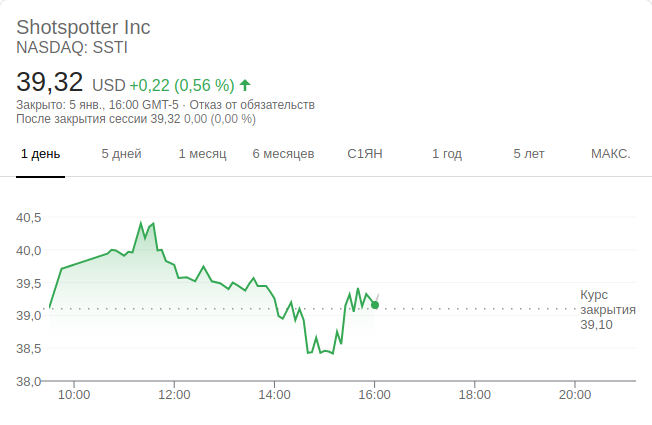 Shotspotter Inc
NASDAQ: SSTI
39,32 USD +0,22 (0,56 %)
Закрыто: 5 янв., 16:00 GMT-5 · Отказ от обязательств
После закрытия сессии 39,32 0,00 (0,00 %)
1 день 5 дней 1 месяц 6 месяцев С1ЯН 1 год 5 лет МАКС.
40,5
40,0
39,5
39,0
38,5
38,0
Курс
закрытия
39,10
10:00 12:00 14:00 16:00 18:00 20:00